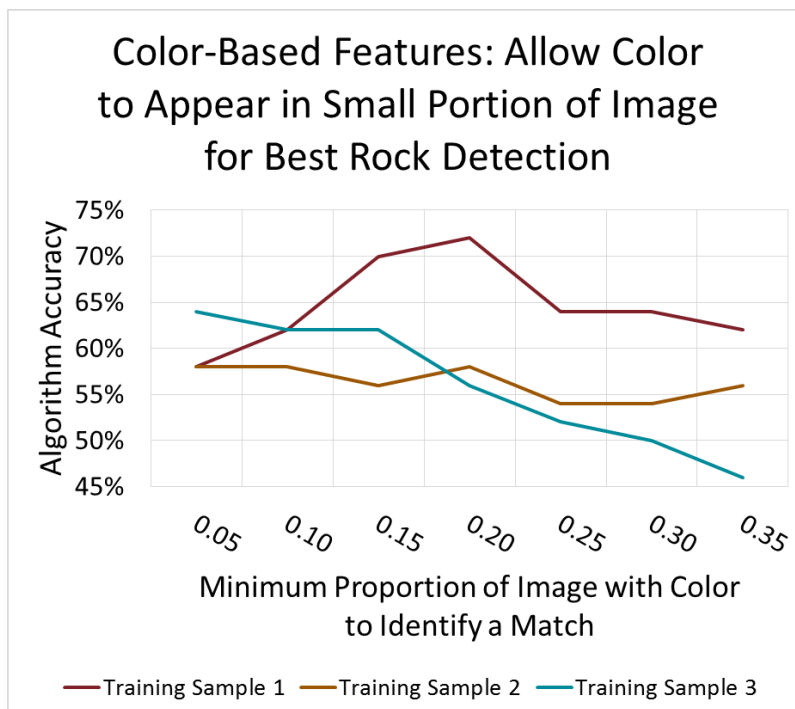 Color-Based Features: Allow Color
to Appear in Small Portion of Image
for Best Rock Detection
Algorithm Accuracy
75%
70%
65%
60%
55%
50%
45%
0.05 0.10 0.15 0.20 0.25 0.30 0.35
Minimum Proportion of Image with Color
to Identify a Match
Training Sample 1 Training Sample 2 Training Sample 3